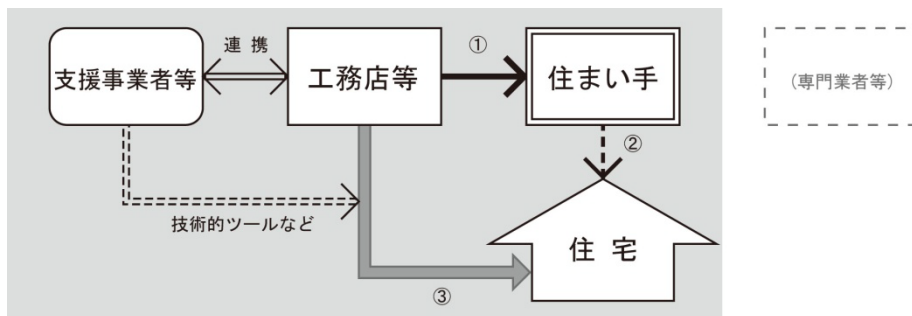 連携
①
支援事業者等
工務店等
住まい手
(専門業者等)
②
技術的ツールなど
住宅
③